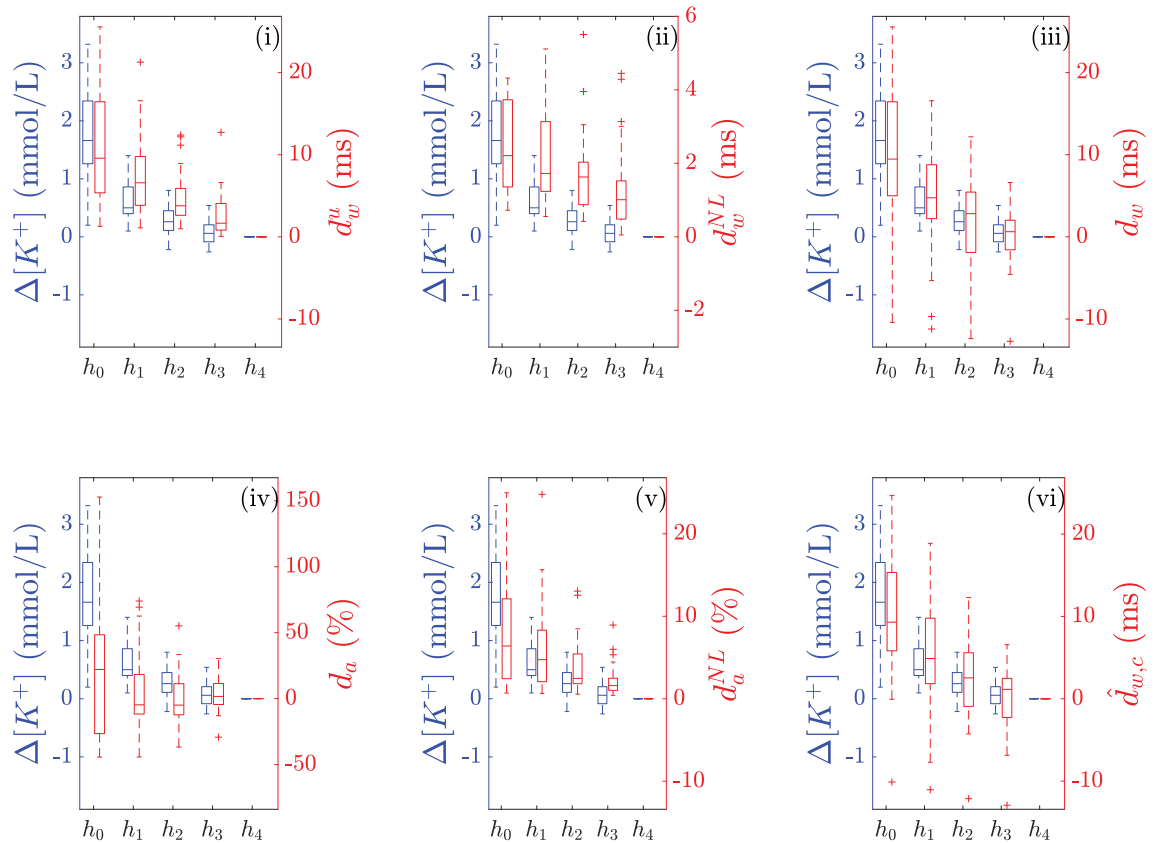 (i) (ii) (iii)
Δ[K⁺] (mmol/L) 3 2 1 0 -1
20 10 0 -10 d_w^u (ms)
h₀ h₁ h₂ h₃ h₄
Δ[K⁺] (mmol/L) 3 2 1 0 -1
6 4 2 0 -2 d_w^{NL} (ms)
h₀ h₁ h₂ h₃ h₄
Δ[K⁺] (mmol/L) 3 2 1 0 -1
20 10 0 -10 d_w (ms)
h₀ h₁ h₂ h₃ h₄
(iv) (v) (vi)
Δ[K⁺] (mmol/L) 3 2 1 0 -1
150 100 50 0 -50 d_a (%)
h₀ h₁ h₂ h₃ h₄
Δ[K⁺] (mmol/L) 3 2 1 0 -1
20 10 0 -10 d_a^{NL} (%)
h₀ h₁ h₂ h₃ h₄
Δ[K⁺] (mmol/L) 3 2 1 0 -1
20 10 0 -10 d̂_{w,c} (ms)
h₀ h₁ h₂ h₃ h₄